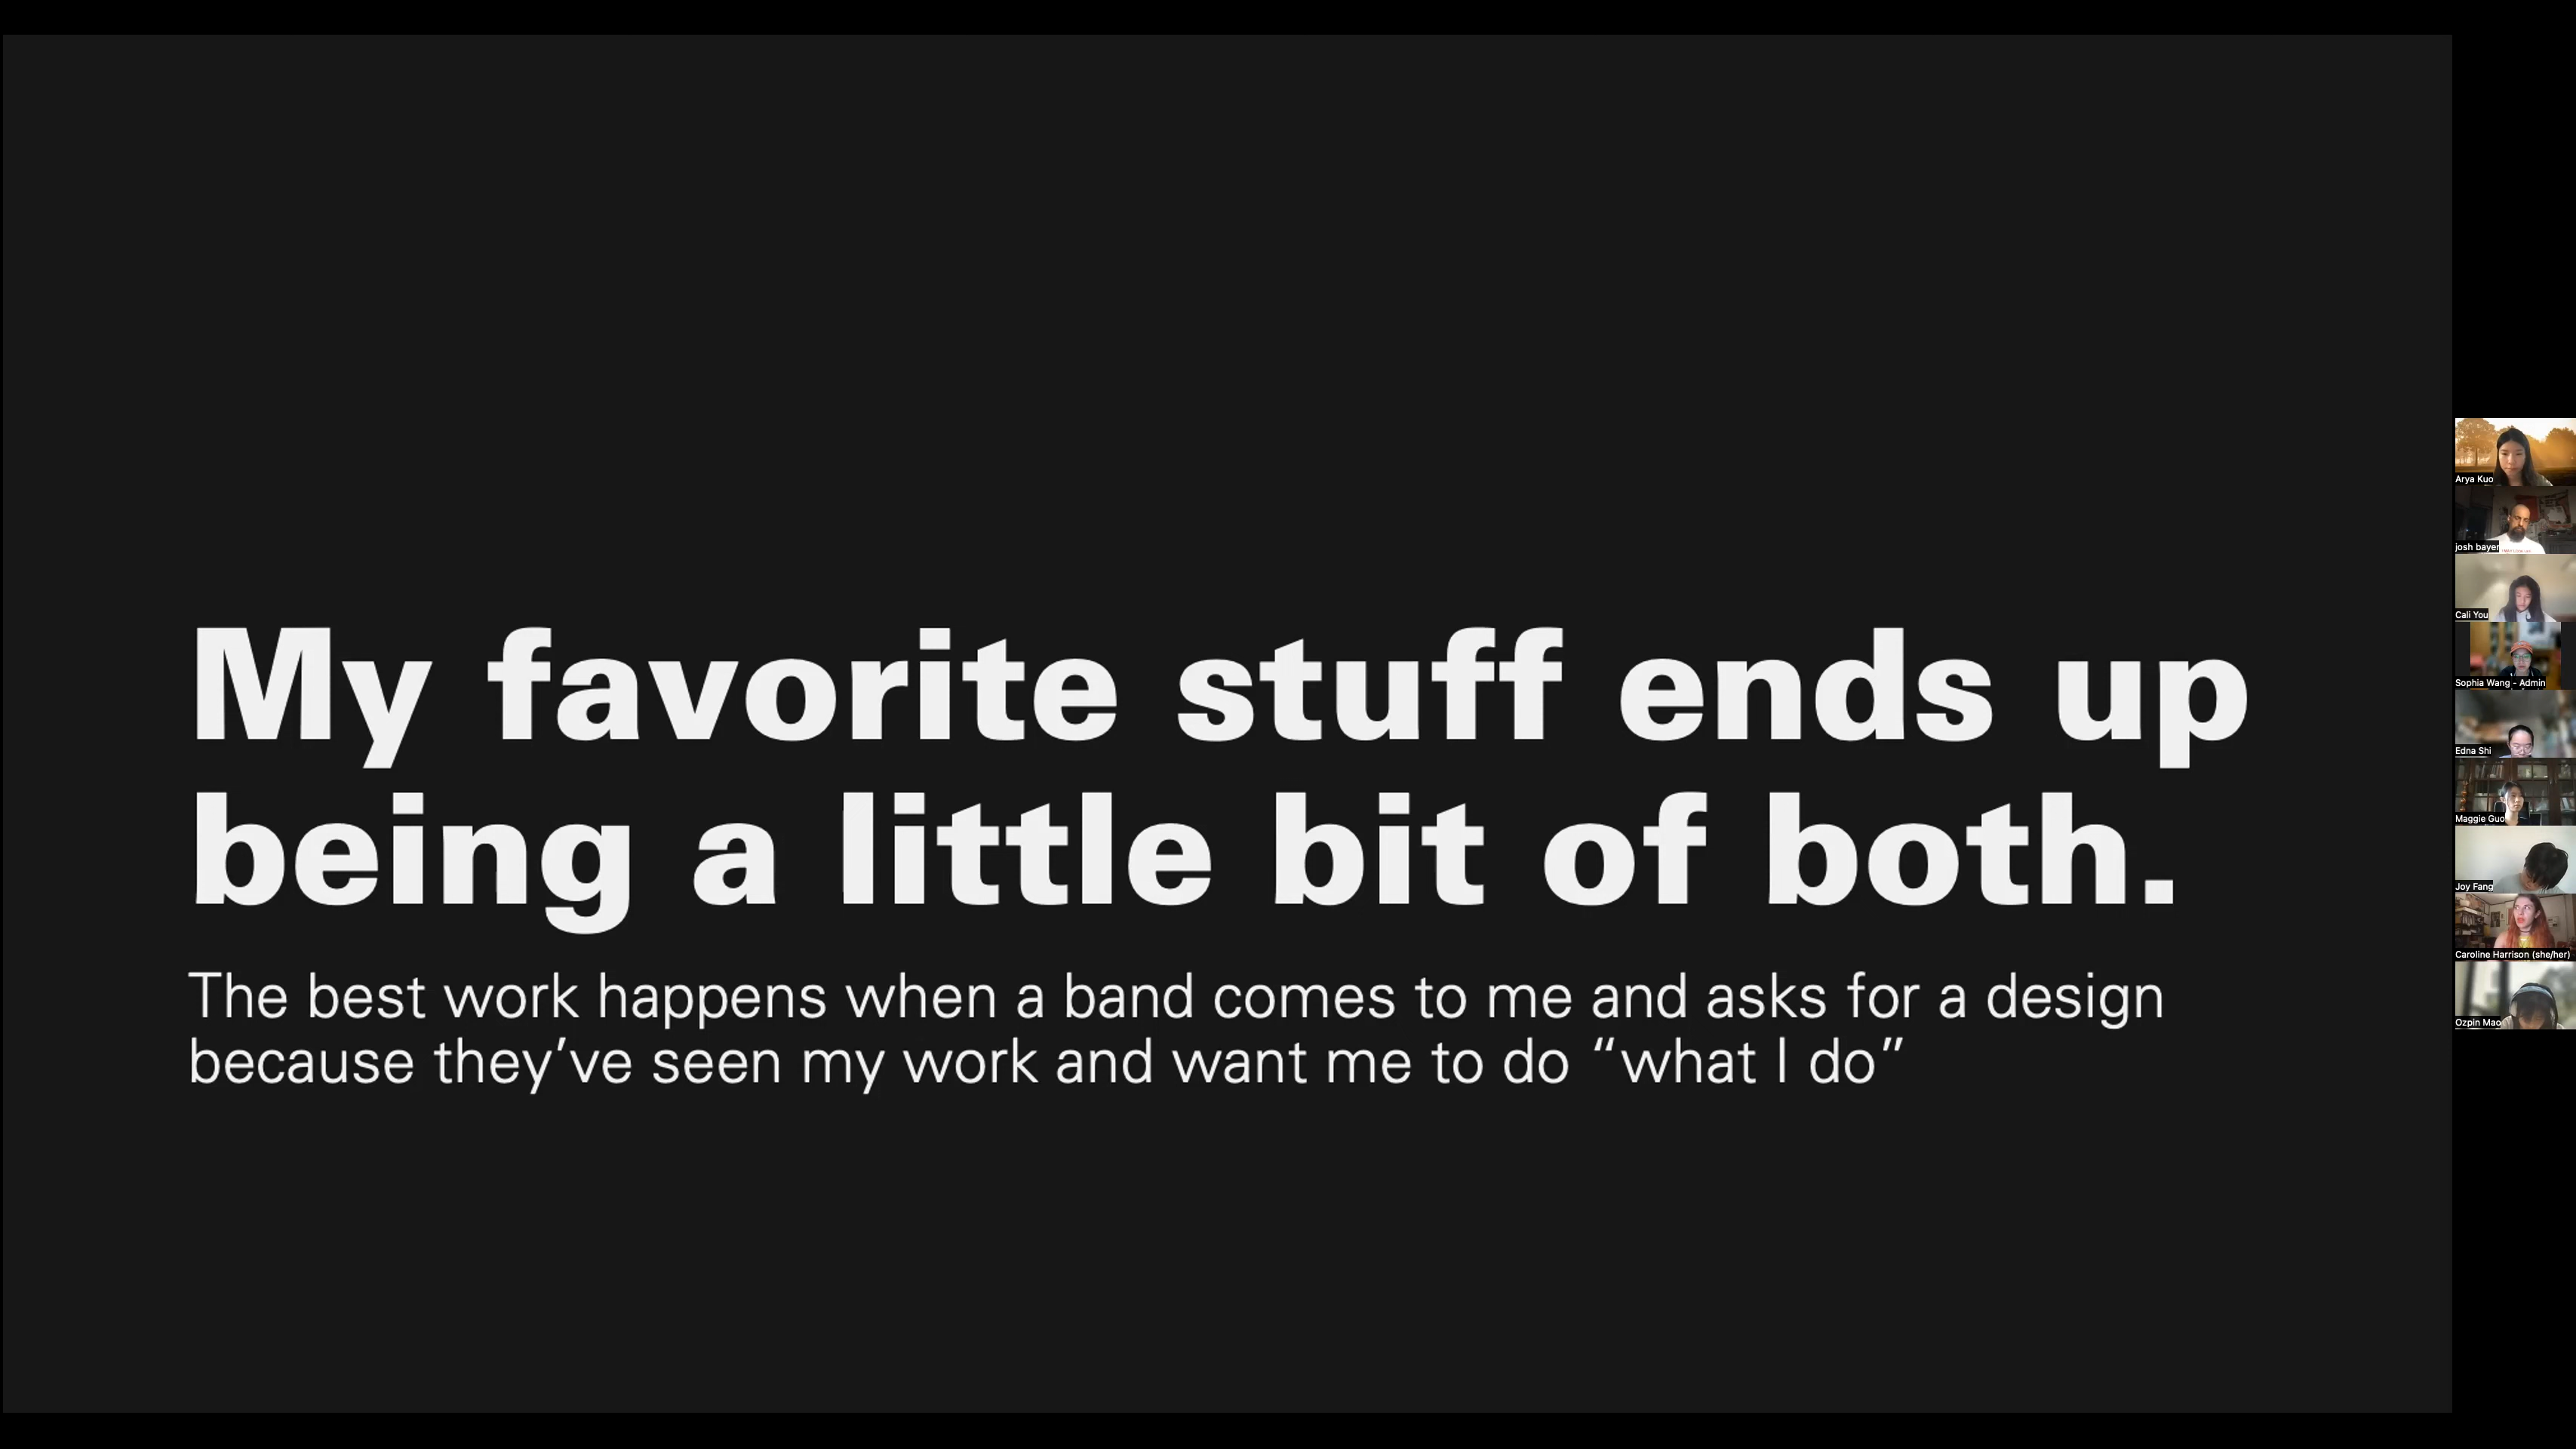 My favorite stuff ends up
being a little bit of both.
The best work happens when a band comes to me and asks for a design
because they’ve seen my work and want me to do “what I do”
Arya Kuo
josh bayer
Cali You
Sophia Wang - Admin
Edna Shi
Maggie Guo
Joy Fang
Caroline Harrison (she/her)
Ozpin Mao